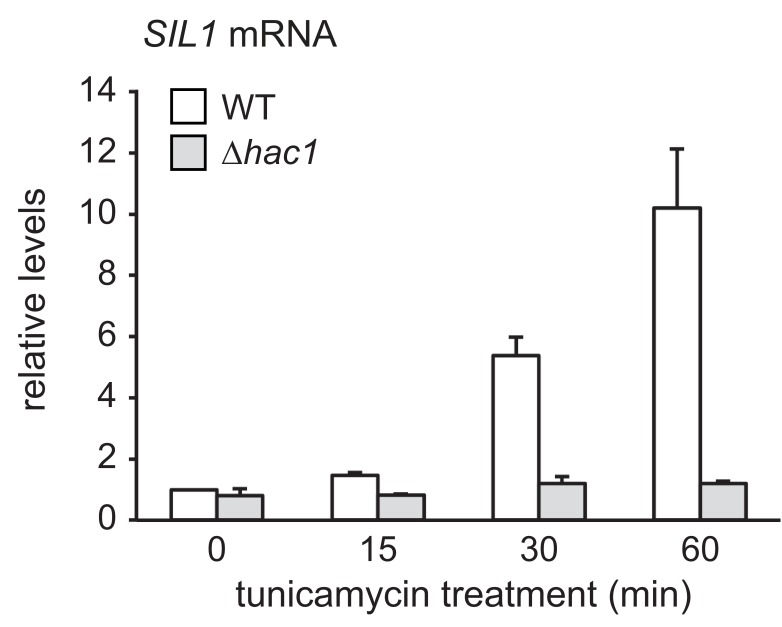 SIL1 mRNA
14
12
10
8
6
4
2
0
WT
Δhac1
relative levels
0 15 30 60
tunicamycin treatment (min)